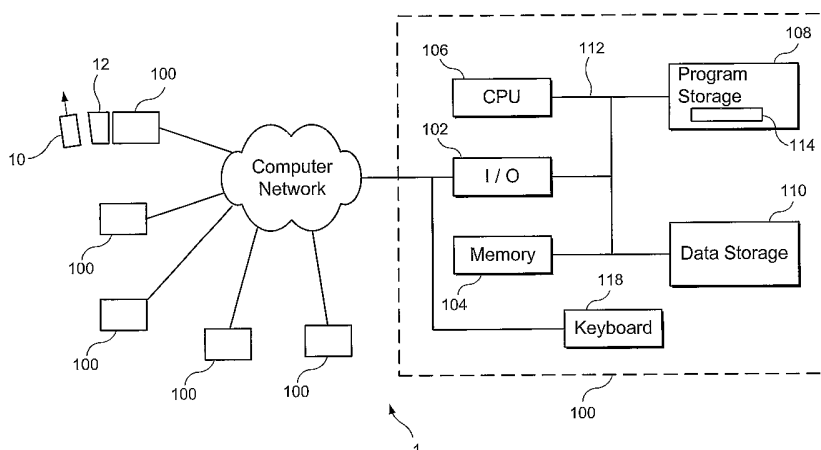 106
112
108
12
100
CPU
Program
Storage
10
102
114
Computer
Network
I / O
110
100
Memory
Data Storage
104
118
100
Keyboard
100
100
100
1